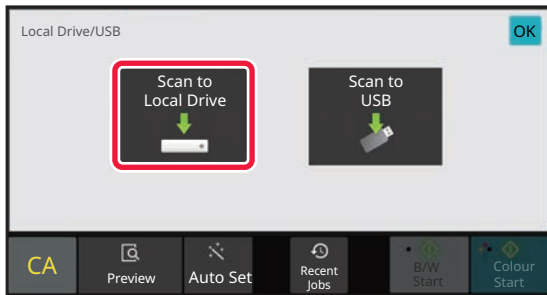 Local Drive/USB
OK
Scan to
Local Drive
Scan to
USB
CA
Preview
Auto Set
Recent
Jobs
B/W
Start
Colour
Start